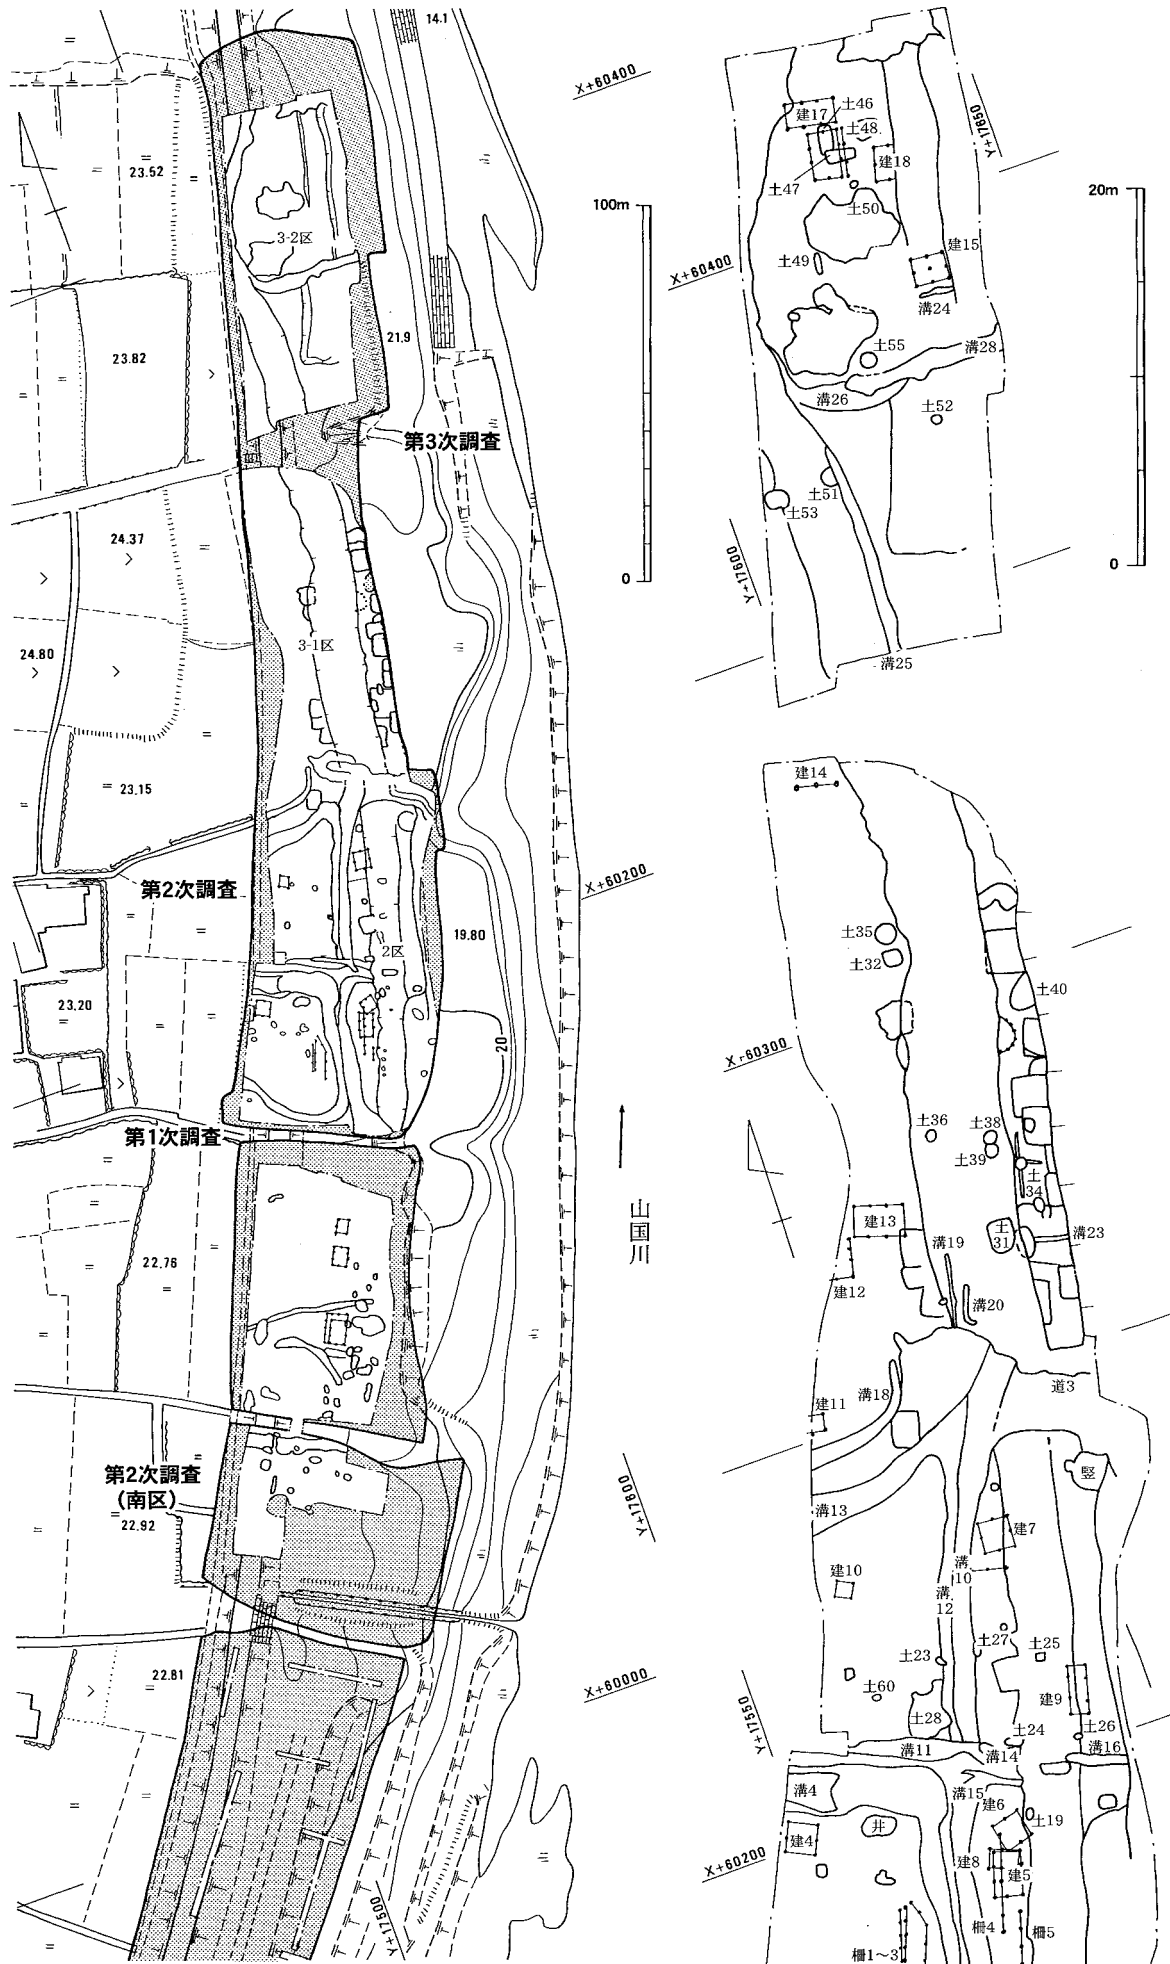 14.1
X+60400
23.52
3-2区
100m
23.82
21.9
第3次調査
24.37
0
3-1区
24.80
23.15
第2次調査
X+60200
2区
19.80
23.20
20
第1次調査
山国川
22.76
第2次調査
(南区)
22.92
Y+17600
22.81
X+60000
Y+17500
建17
土46
土48
Y+17650
建18
土47
20m
土50
建15
X+60400
土49
溝24
土55
溝28
溝26
土52
土51
土53
Y+17600
0
溝25
建14
土35
土32
土40
X+60300
土36
土38
土39
土34
建13
溝19
土31
溝23
建12
溝20
道3
溝18
建11
竪
溝13
建7
溝10
建10
溝12
土27
土25
土23
土60
建9
Y+17550
土28
土24
土26
溝11
溝14
溝16
溝15
溝4
建6
土19
井
建4
建8
X+60200
建5
柵4
柵5
柵1～3